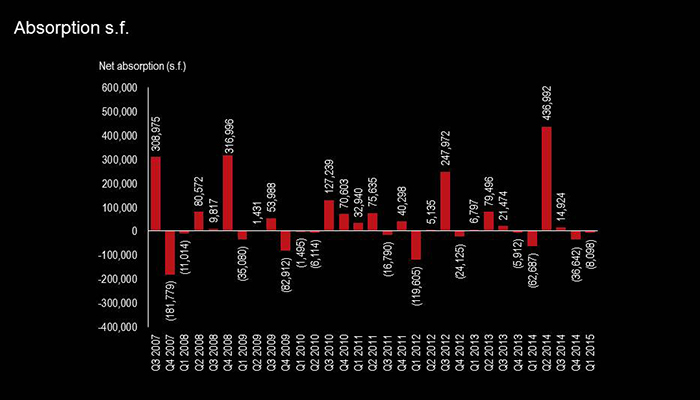 Absorption s.f.
Net absorption (s.f.)
600,000
500,000
400,000
300,000
200,000
100,000
0
-100,000
-200,000
-300,000
-400,000
308,975
(181,779)
(11,014)
80,572
9,817
316,996
(35,080)
1,431
53,988
(82,912)
(1,495)
(6,114)
127,239
70,603
32,940
75,635
(16,790)
40,298
(119,605)
5,135
247,972
(24,125)
6,797
79,496
21,474
(5,912)
(62,697)
436,992
14,924
(36,642)
(8,098)
Q3 2007
Q4 2007
Q1 2008
Q2 2008
Q3 2008
Q4 2008
Q1 2009
Q2 2009
Q3 2009
Q4 2009
Q1 2010
Q2 2010
Q3 2010
Q4 2010
Q1 2011
Q2 2011
Q3 2011
Q4 2011
Q1 2012
Q2 2012
Q3 2012
Q4 2012
Q1 2013
Q2 2013
Q3 2013
Q4 2013
Q1 2014
Q2 2014
Q3 2014
Q4 2014
Q1 2015